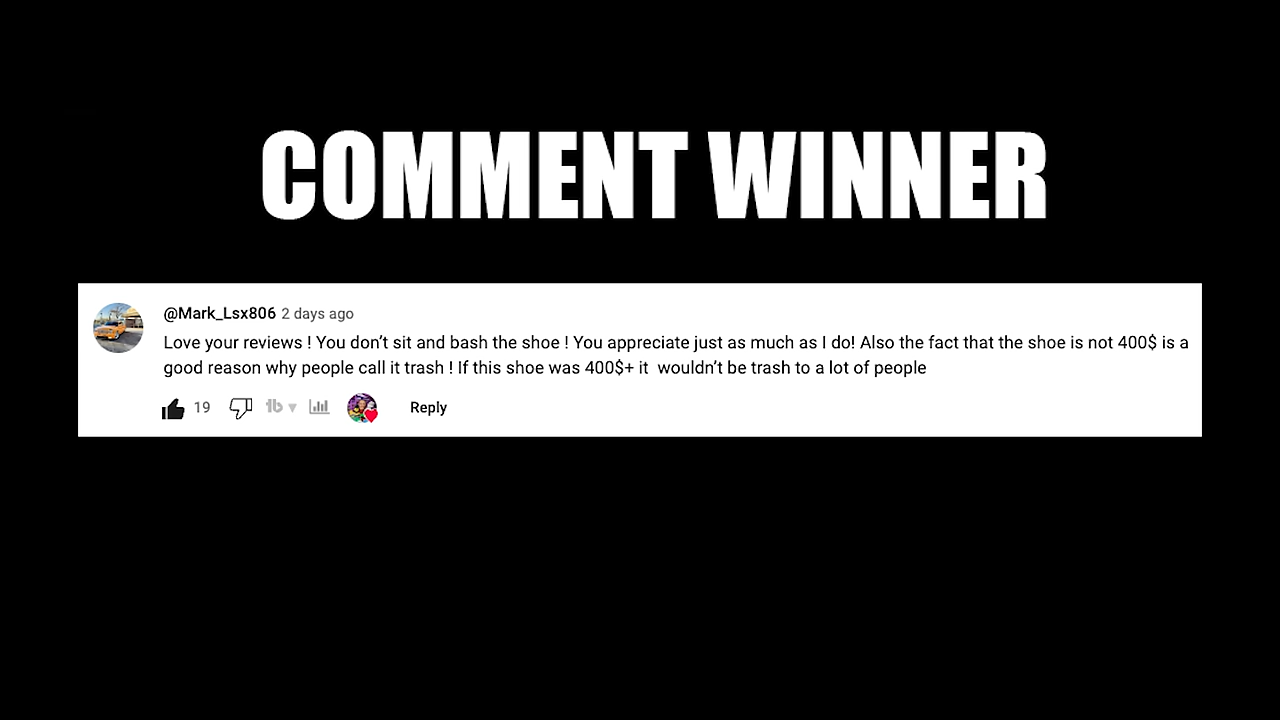 COMMENT WINNER
@Mark_Lsx806 2 days ago
Love your reviews ! You don’t sit and bash the shoe ! You appreciate just as much as I do! Also the fact that the shoe is not 400$ is a
good reason why people call it trash ! If this shoe was 400$+ it  wouldn’t be trash to a lot of people
19 tb Reply